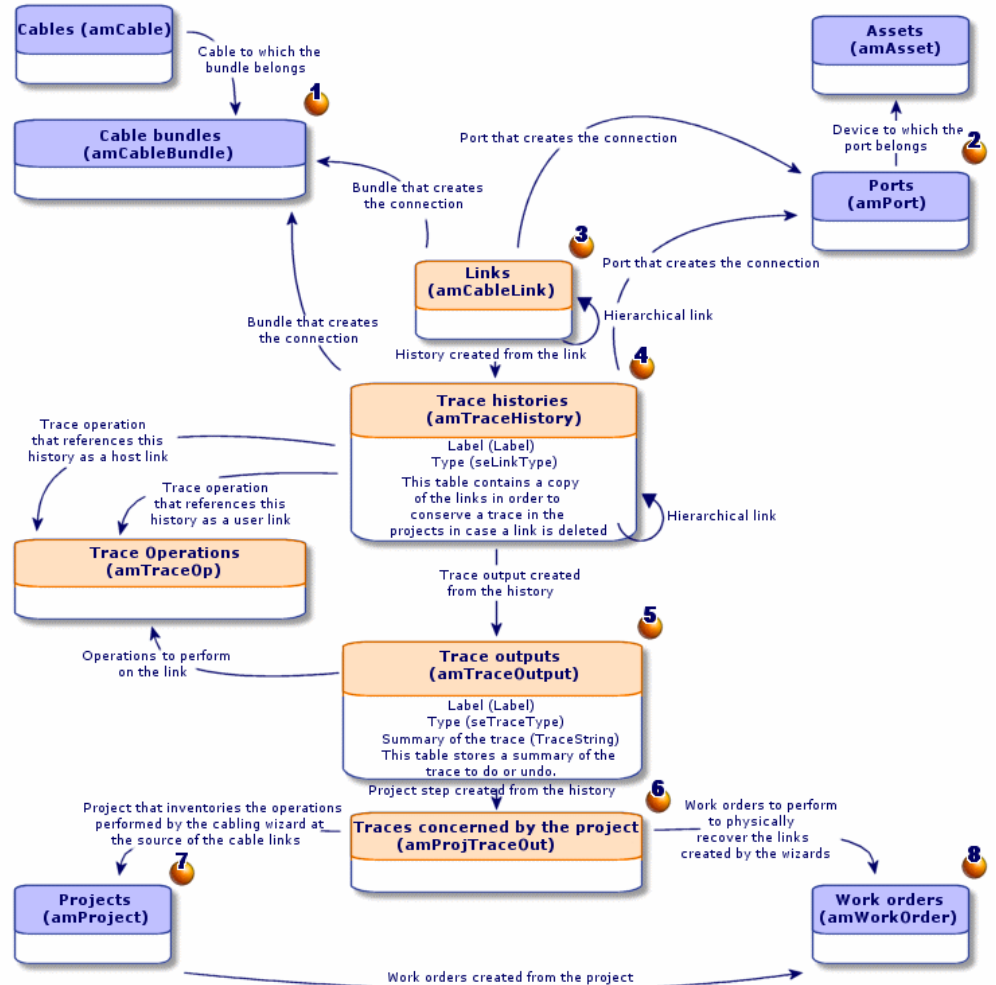 Cables (amCable)
Cable to which the
bundle belongs
1
Cable bundles
(amCableBundle)
Assets
(amAsset)
Device to which the
port belongs
2
Ports
(amPort)
Port that creates the connection
Bundle that creates
the connection
3
Links
(amCableLink)
Hierarchical link
Port that creates the connection
Bundle that creates
the connection
History created from the link
4
Trace histories
(amTraceHistory)
Label (Label)
Type (seLinkType)
This table contains a copy
of the links in order to
conserve a trace in the
projects in case a link is deleted
Hierarchical link
Trace operation
that references this
history as a host link
Trace operation
that references this
history as a user link
Trace Operations
(amTraceOp)
Trace output created
from the history
5
Trace outputs
(amTraceOutput)
Label (Label)
Type (seTraceType)
Summary of the trace (TraceString)
This table stores a summary of the
trace to do or undo.
Operations to perform
on the link
Project step created from the history
6
Traces concerned by the project
(amProjTraceOut)
Project that inventories the operations
performed by the cabling wizard at
the source of the cable links
Work orders to perform
to physically
recover the links
created by the wizards
7
Projects
(amProject)
8
Work orders
(amWorkOrder)
Work orders created from the project